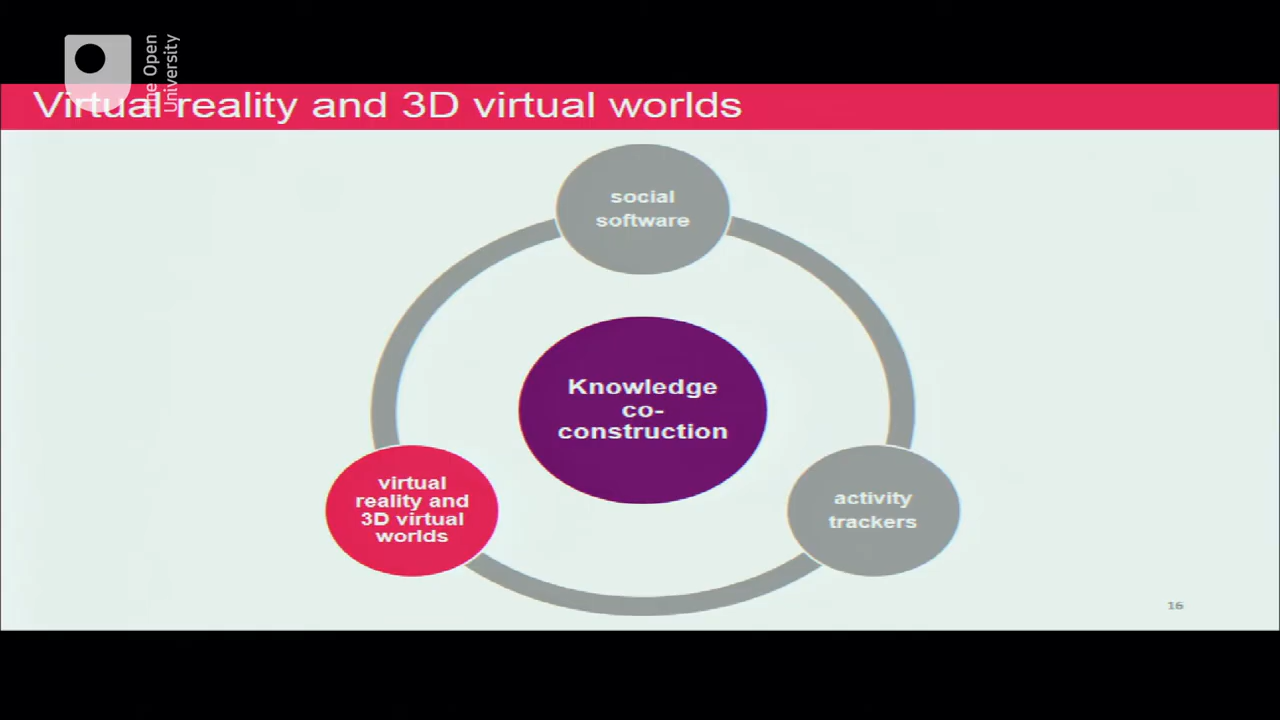 The Open
University
Virtual reality and 3D virtual worlds
social
software
Knowledge
co-
construction
virtual
reality and
3D virtual
worlds
activity
trackers
16